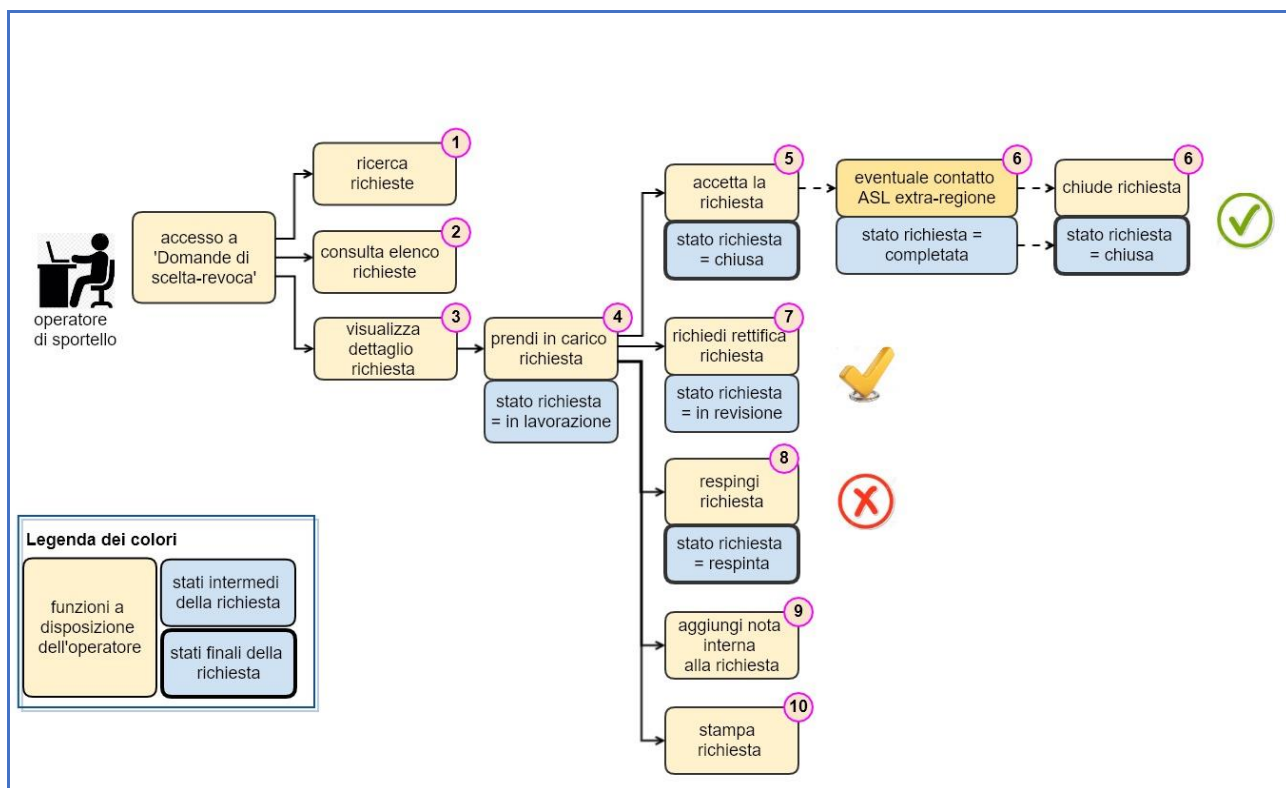 operatore
di sportello
accesso a
'Domande di
scelta-revoca'
1
ricerca
richieste
2
consulta elenco
richieste
3
visualizza
dettaglio
richiesta
4
prendi in carico
richiesta
stato richiesta
= in lavorazione
5
accetta la
richiesta
stato richiesta
= chiusa
6
eventuale contatto
ASL extra-regione
stato richiesta =
completata
6
chiude richiesta
stato richiesta
= chiusa
7
richiedi rettifica
richiesta
stato richiesta
= in revisione
8
respingi
richiesta
stato richiesta
= respinta
9
aggiungi nota
interna
alla richiesta
10
stampa
richiesta
Legenda dei colori
funzioni a
disposizione
dell'operatore
stati intermedi
della richiesta
stati finali della
richiesta